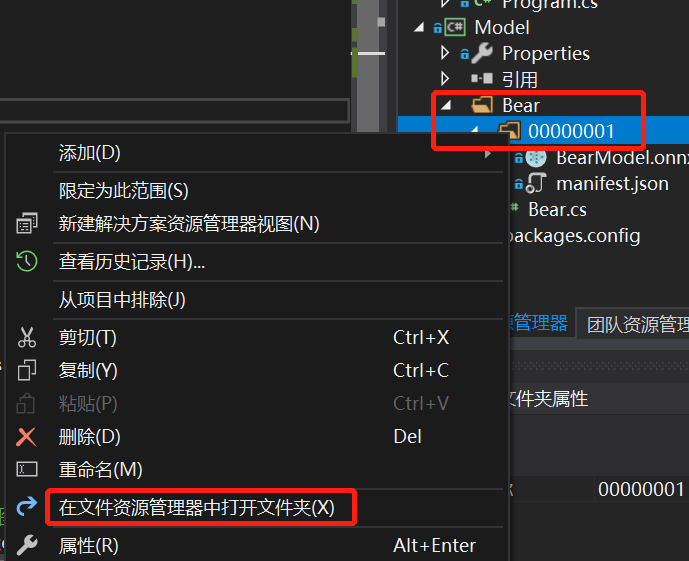 Program.cs
Model
Properties
引用
Bear
00000001
BearModel.onnx
manifest.json
Bear.cs
packages.config
添加(D)
限定为此范围(S)
新建解决方案资源管理器视图(N)
查看历史记录(H)...
从项目中排除(J)
剪切(T) Ctrl+X
复制(Y) Ctrl+C
粘贴(P) Ctrl+V
删除(D) Del
重命名(M)
在文件资源管理器中打开文件夹(X)
属性(R) Alt+Enter
源管理器 团队资源管理
文件夹属性
00000001